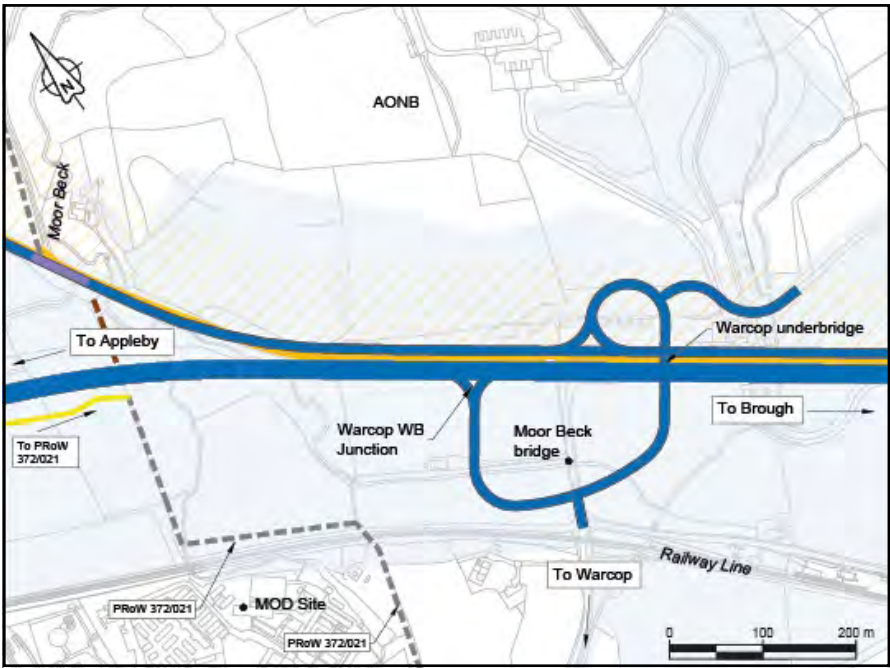 N
AONB
Moor Beck
To Appleby
Warcop underbridge
To PRoW
372/021
Warcop WB
Junction
Moor Beck
bridge
To Brough
Railway Line
To Warcop
PRoW 372/021
MOD Site
PRoW 372/021
0 100 200 m